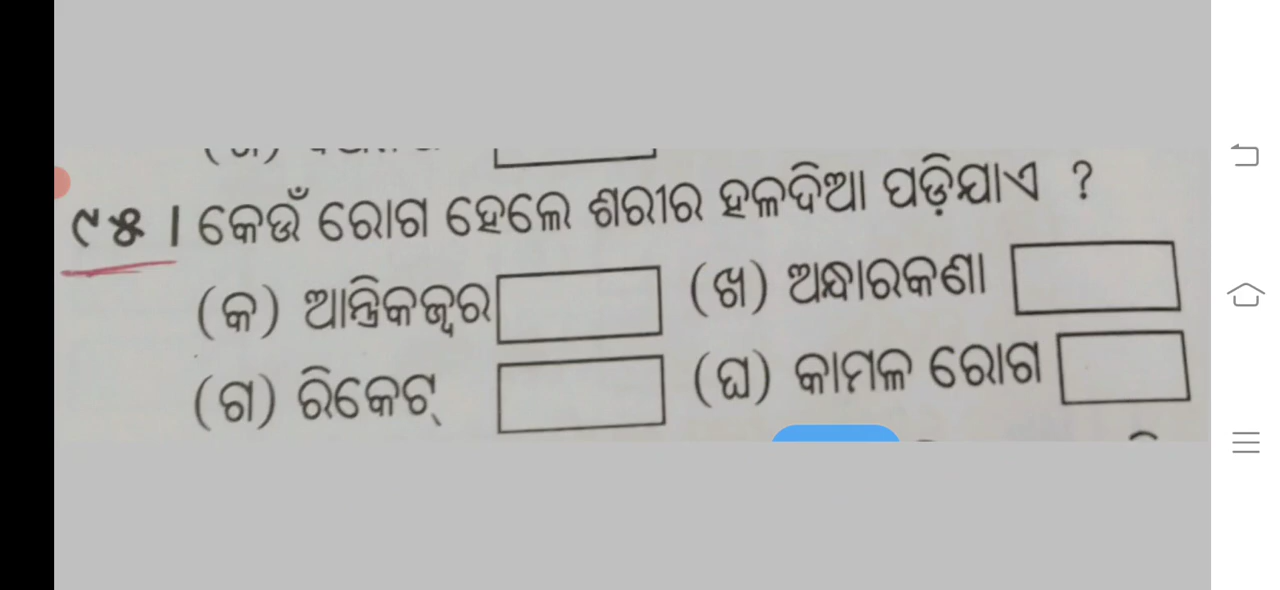 ୯୫ । କେଉଁ ରୋଗ ହେଲେ ଶରୀର ହଳଦିଆ ପଡ଼ିଯାଏ ?
(କ) ଆନ୍ତ୍ରିକଜ୍ୱର (ଖ) ଅନ୍ଧାରକଣା
(ଗ) ରିକେଟ୍ (ଘ) କାମଳ ରୋଗ